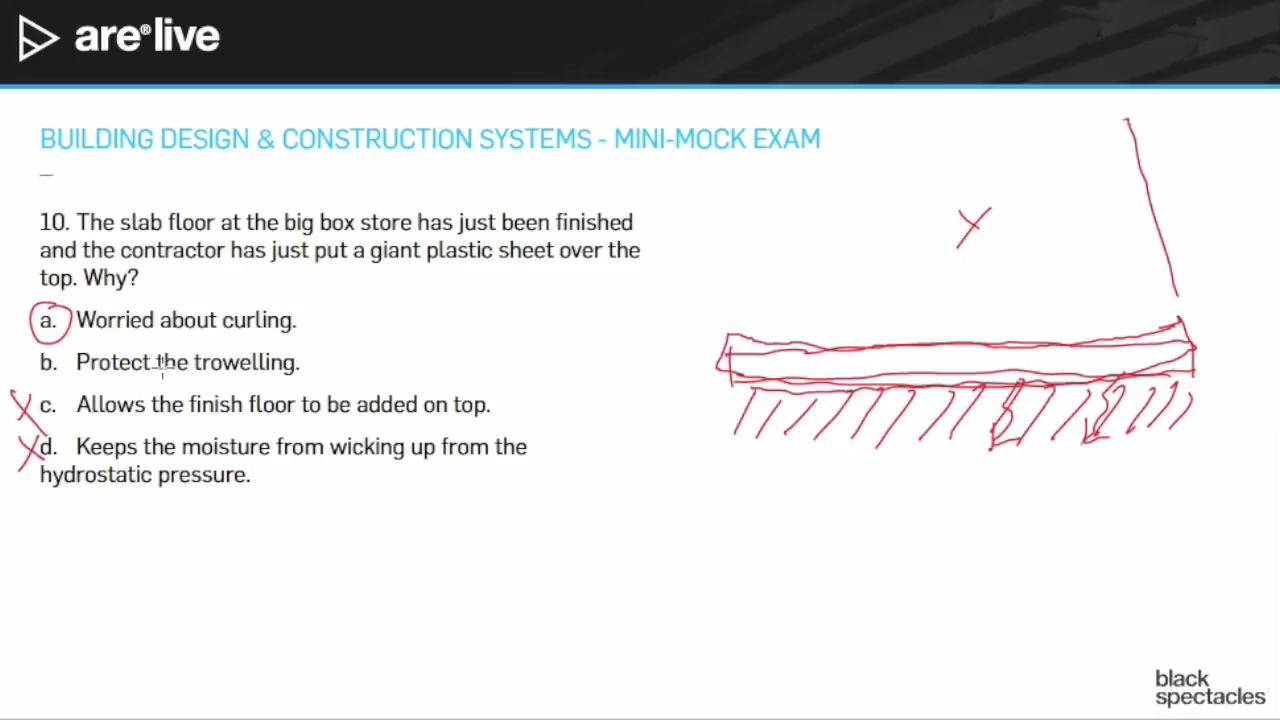 are®live
BUILDING DESIGN & CONSTRUCTION SYSTEMS - MINI-MOCK EXAM
10. The slab floor at the big box store has just been finished
and the contractor has just put a giant plastic sheet over the
top. Why?
a. Worried about curling.
b. Protect the trowelling.
c. Allows the finish floor to be added on top.
d. Keeps the moisture from wicking up from the
hydrostatic pressure.
black
spectacles